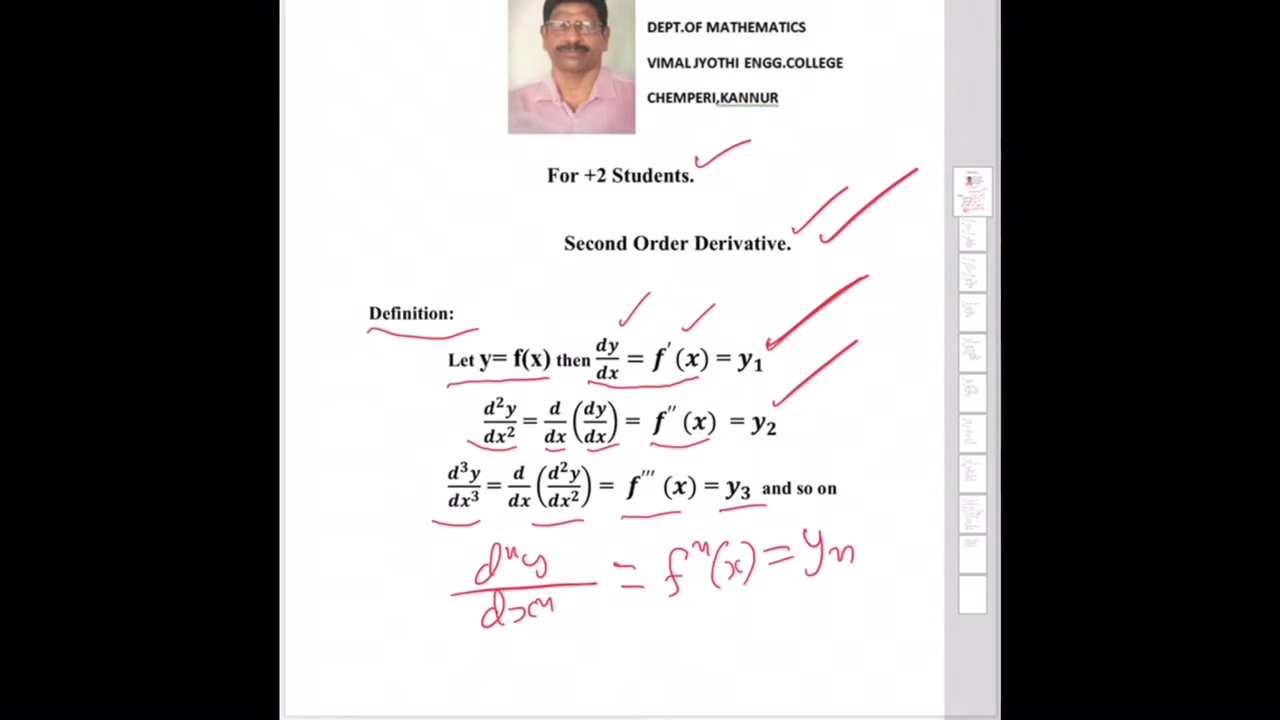 DEPT.OF MATHEMATICS
VIMAL JYOTHI ENGG.COLLEGE
CHEMPERI,KANNUR
For +2 Students.
Second Order Derivative.
Definition:
Let y= f(x) then dy/dx = f′(x) = y₁
d²y/dx² = d/dx (dy/dx) = f″(x) = y₂
d³y/dx³ = d/dx (d²y/dx²) = f‴(x) = y₃ and so on
dⁿy/dxⁿ = fⁿ(x) = yₙ